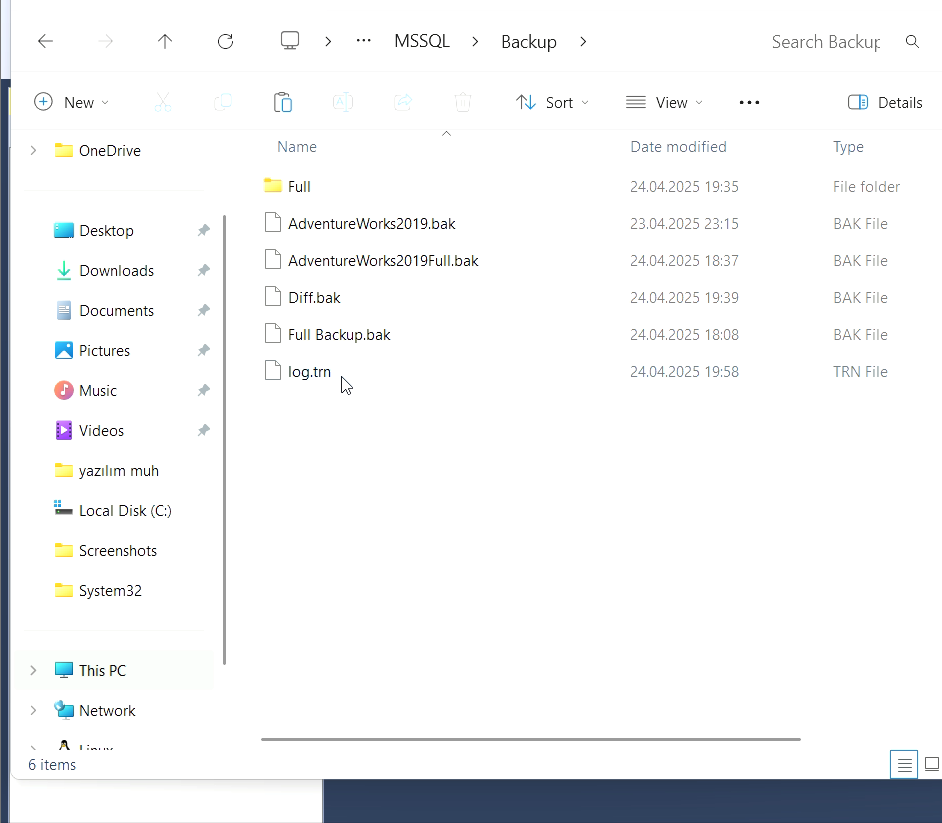 MSSQL Backup Search Backup
New Sort View Details
Name Date modified Type
OneDrive
Desktop
Downloads
Documents
Pictures
Music
Videos
yazılım muh
Local Disk (C:)
Screenshots
System32
This PC
Network
Linux
Full 24.04.2025 19:35 File folder
AdventureWorks2019.bak 23.04.2025 23:15 BAK File
AdventureWorks2019Full.bak 24.04.2025 18:37 BAK File
Diff.bak 24.04.2025 19:39 BAK File
Full Backup.bak 24.04.2025 18:08 BAK File
log.trn 24.04.2025 19:58 TRN File
6 items